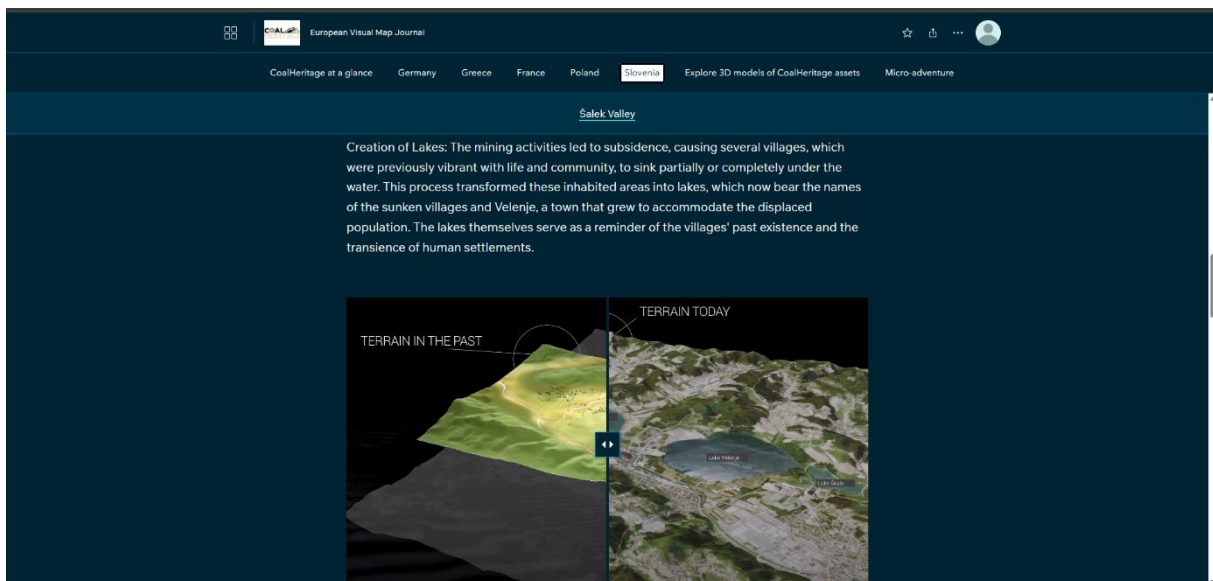 COAL
European Visual Map Journal
CoalHeritage at a glance Germany Greece France Poland Slovenia Explore 3D models of CoalHeritage assets Micro-adventure
Šalek Valley
Creation of Lakes: The mining activities led to subsidence, causing several villages, which
were previously vibrant with life and community, to sink partially or completely under the
water. This process transformed these inhabited areas into lakes, which now bear the names
of the sunken villages and Velenje, a town that grew to accommodate the displaced
population. The lakes themselves serve as a reminder of the villages' past existence and the
transience of human settlements.
TERRAIN IN THE PAST
TERRAIN TODAY
Lake Velenje
Lake Škale